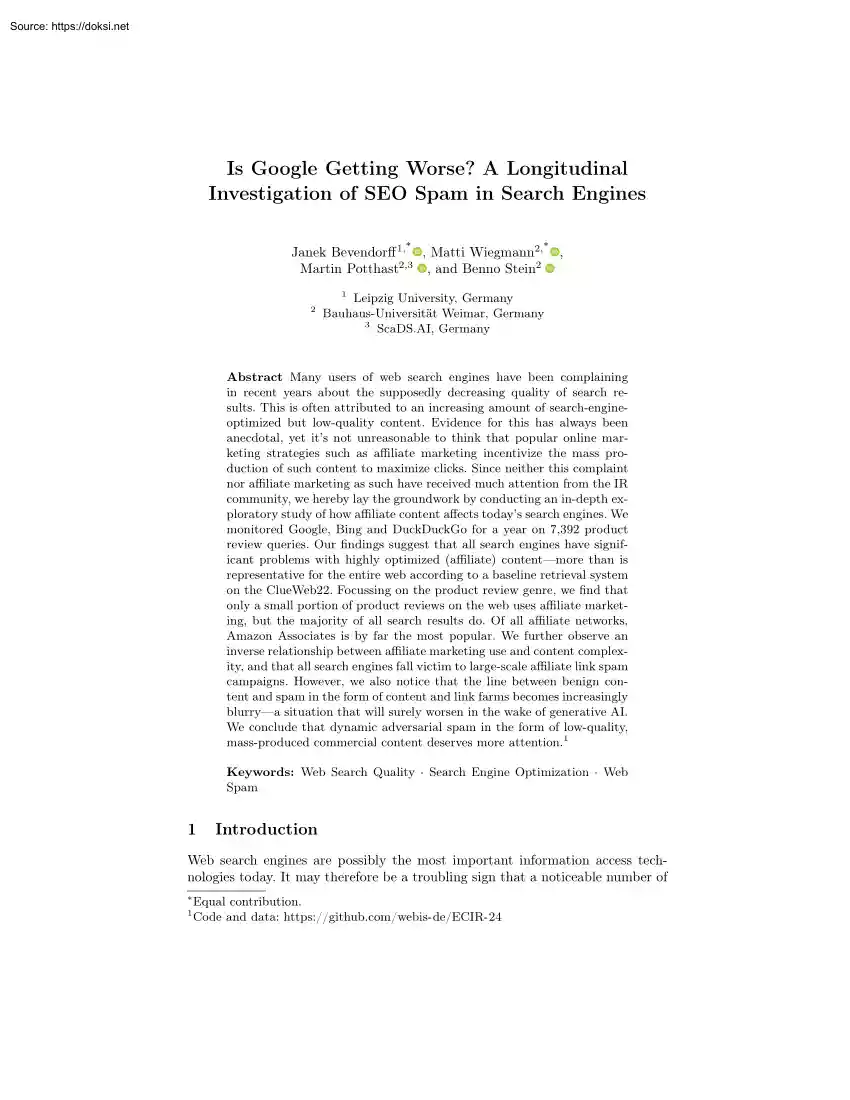 Source: https://doksi.net
Is Google Getting Worse? A Longitudinal
Investigation of SEO Spam in Search Engines
Janek Bevendorff1,* , Matti Wiegmann2,* ,
Martin Potthast2,3 , and Benno Stein2
1 Leipzig University, Germany
2 Bauhaus-Universität Weimar, Germany
3 ScaDS.AI, Germany
Abstract Many users of web search engines have been complaining
in recent years about the supposedly decreasing quality of search re-
sults. This is often attributed to an increasing amount of search-engine-
optimized but low-quality content. Evidence for this has always been
anecdotal, yet it's not unreasonable to think that popular online mar-
keting strategies such as affiliate marketing incentivize the mass pro-
duction of such content to maximize clicks. Since neither this complaint
nor affiliate marketing as such have received much attention from the IR
community, we hereby lay the groundwork by conducting an in-depth ex-
ploratory study of how affiliate content affects today's search engines. We
monitored Google, Bing and DuckDuckGo for a year on 7,392 product
review queries. Our findings suggest that all search engines have signif-
icant problems with highly optimized (affiliate) content—more than is
representative for the entire web according to a baseline retrieval system
on the ClueWeb22. Focussing on the product review genre, we find that
only a small portion of product reviews on the web uses affiliate market-
ing, but the majority of all search results do. Of all affiliate networks,
Amazon Associates is by far the most popular. We further observe an
inverse relationship between affiliate marketing use and content complex-
ity, and that all search engines fall victim to large-scale affiliate link spam
campaigns. However, we also notice that the line between benign con-
tent and spam in the form of content and link farms becomes increasingly
blurry—a situation that will surely worsen in the wake of generative AI.
We conclude that dynamic adversarial spam in the form of low-quality,
mass-produced commercial content deserves more attention.1
Keywords: Web Search Quality · Search Engine Optimization · Web
Spam
1 Introduction
Web search engines are possibly the most important information access tech-
nologies today. It may therefore be a troubling sign that a noticeable number of
*Equal contribution.
1Code and data: https://github.com/webis-de/ECIR-24